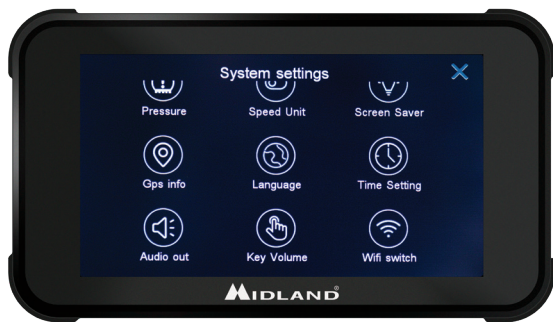 System settings
Pressure
Speed Unit
Screen Saver
Gps info
Language
Time Setting
Audio out
Key Volume
Wifi switch
MIDLAND®